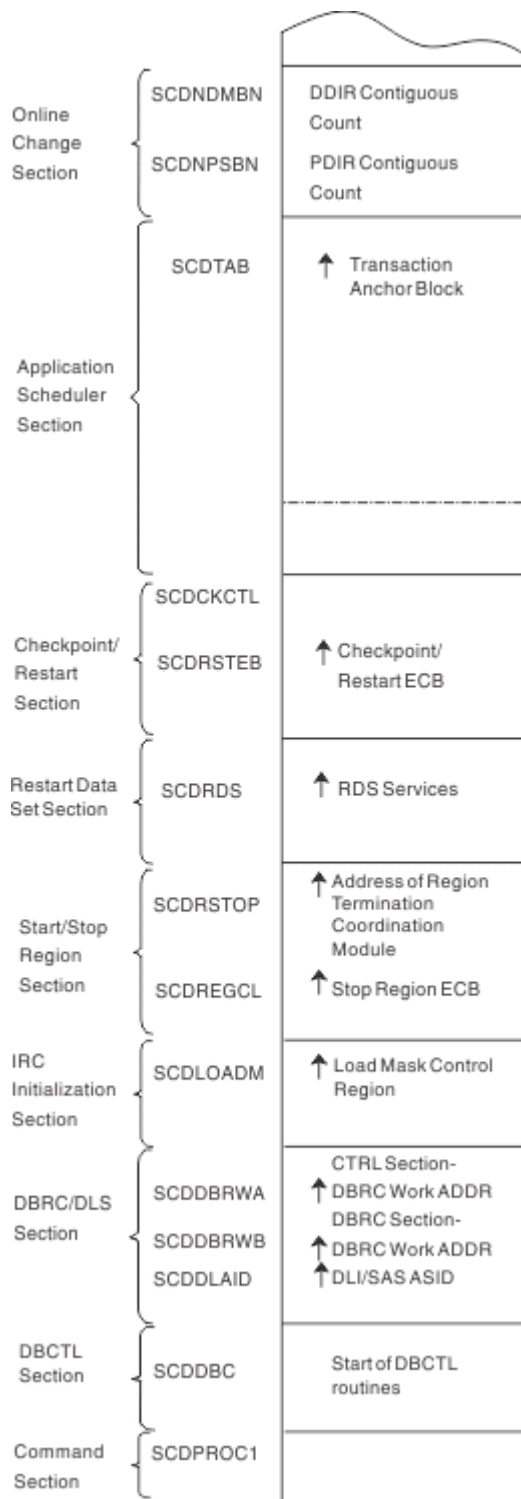 Online
Change
Section
SCDNDMBN
DDIR Contiguous
Count
SCDNPSBN
PDIR Contiguous
Count
Application
Scheduler
Section
SCDTAB
Transaction
Anchor Block
Checkpoint/
Restart
Section
SCDCKCTL
SCDRSTEB
Checkpoint/
Restart ECB
Restart Data
Set Section
SCDRDS
RDS Services
Start/Stop
Region
Section
SCDRSTOP
Address of Region
Termination
Coordination
Module
SCDREGCL
Stop Region ECB
IRC
Initialization
Section
SCDLOADM
Load Mask Control
Region
DBRC/DLS
Section
CTRL Section-
SCDDBRWA
DBRC Work ADDR
DBRC Section-
SCDDBRWB
DBRC Work ADDR
SCDDLAID
DLI/SAS ASID
DBCTL
Section
SCDDBC
Start of DBCTL
routines
Command
Section
SCDPROC1